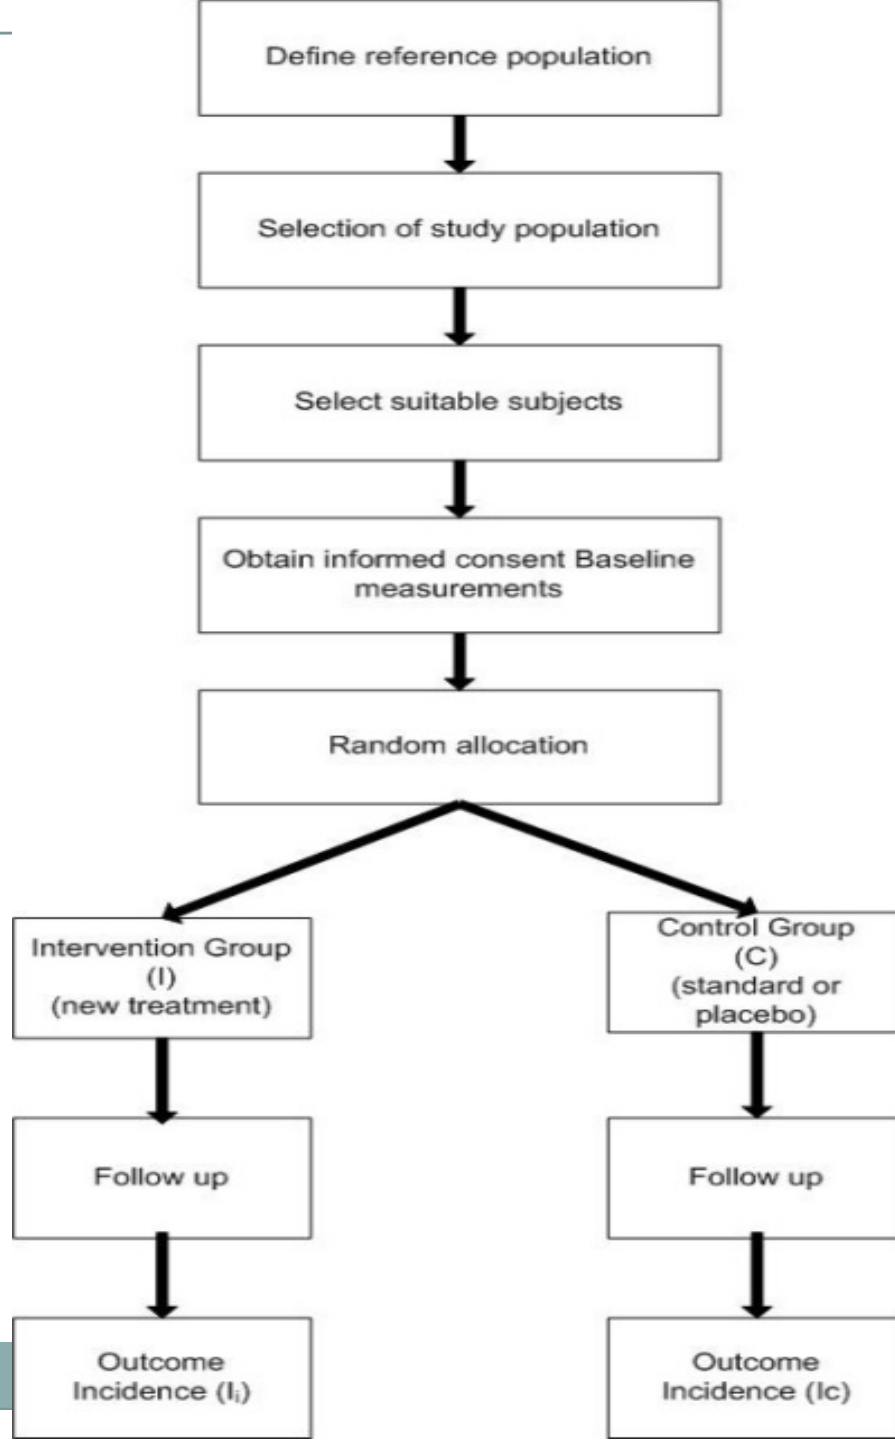 Define reference population
Selection of study population
Select suitable subjects
Obtain informed consent Baseline
measurements
Random allocation
Intervention Group
(I)
(new treatment)
Control Group
(C)
(standard or
placebo)
Follow up
Follow up
Outcome
Incidence (Iᵢ)
Outcome
Incidence (Ic)